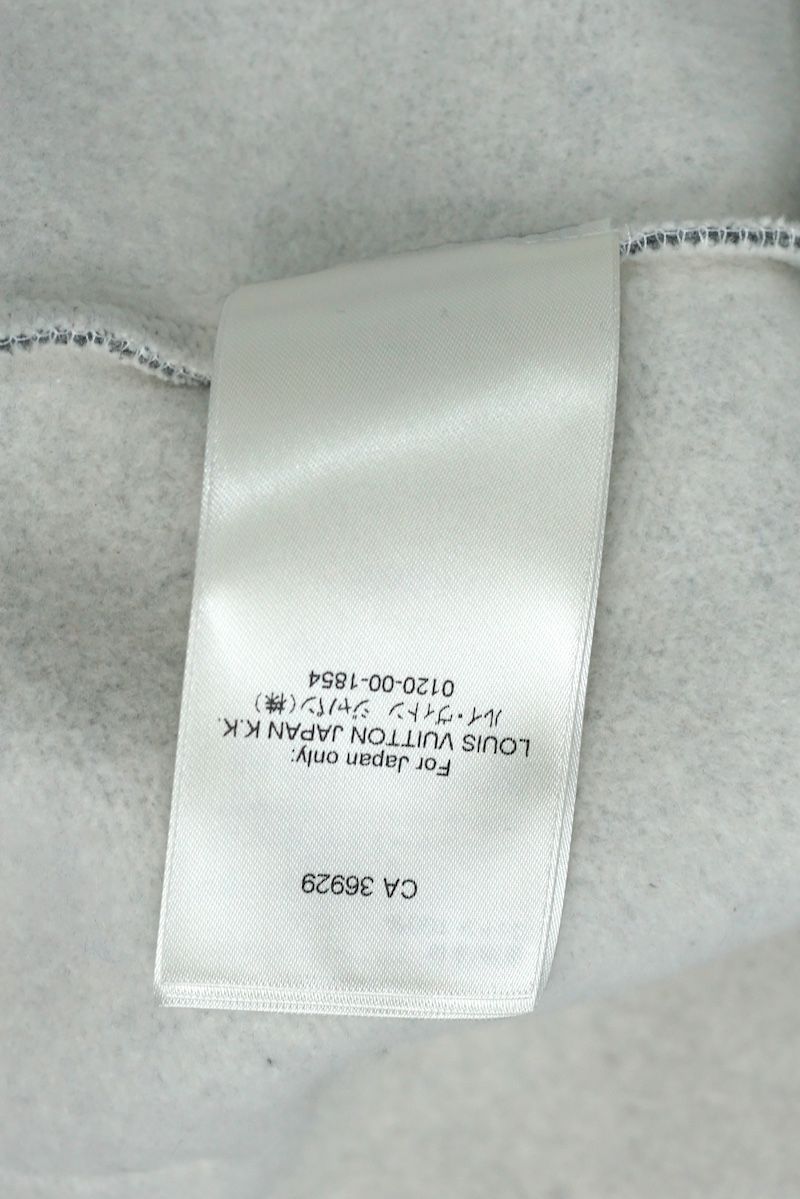 CA 36929
For Japan only:
LOUIS VUITTON JAPAN K.K.
ルイ・ヴィトン ジャパン(株)
0120-00-1854